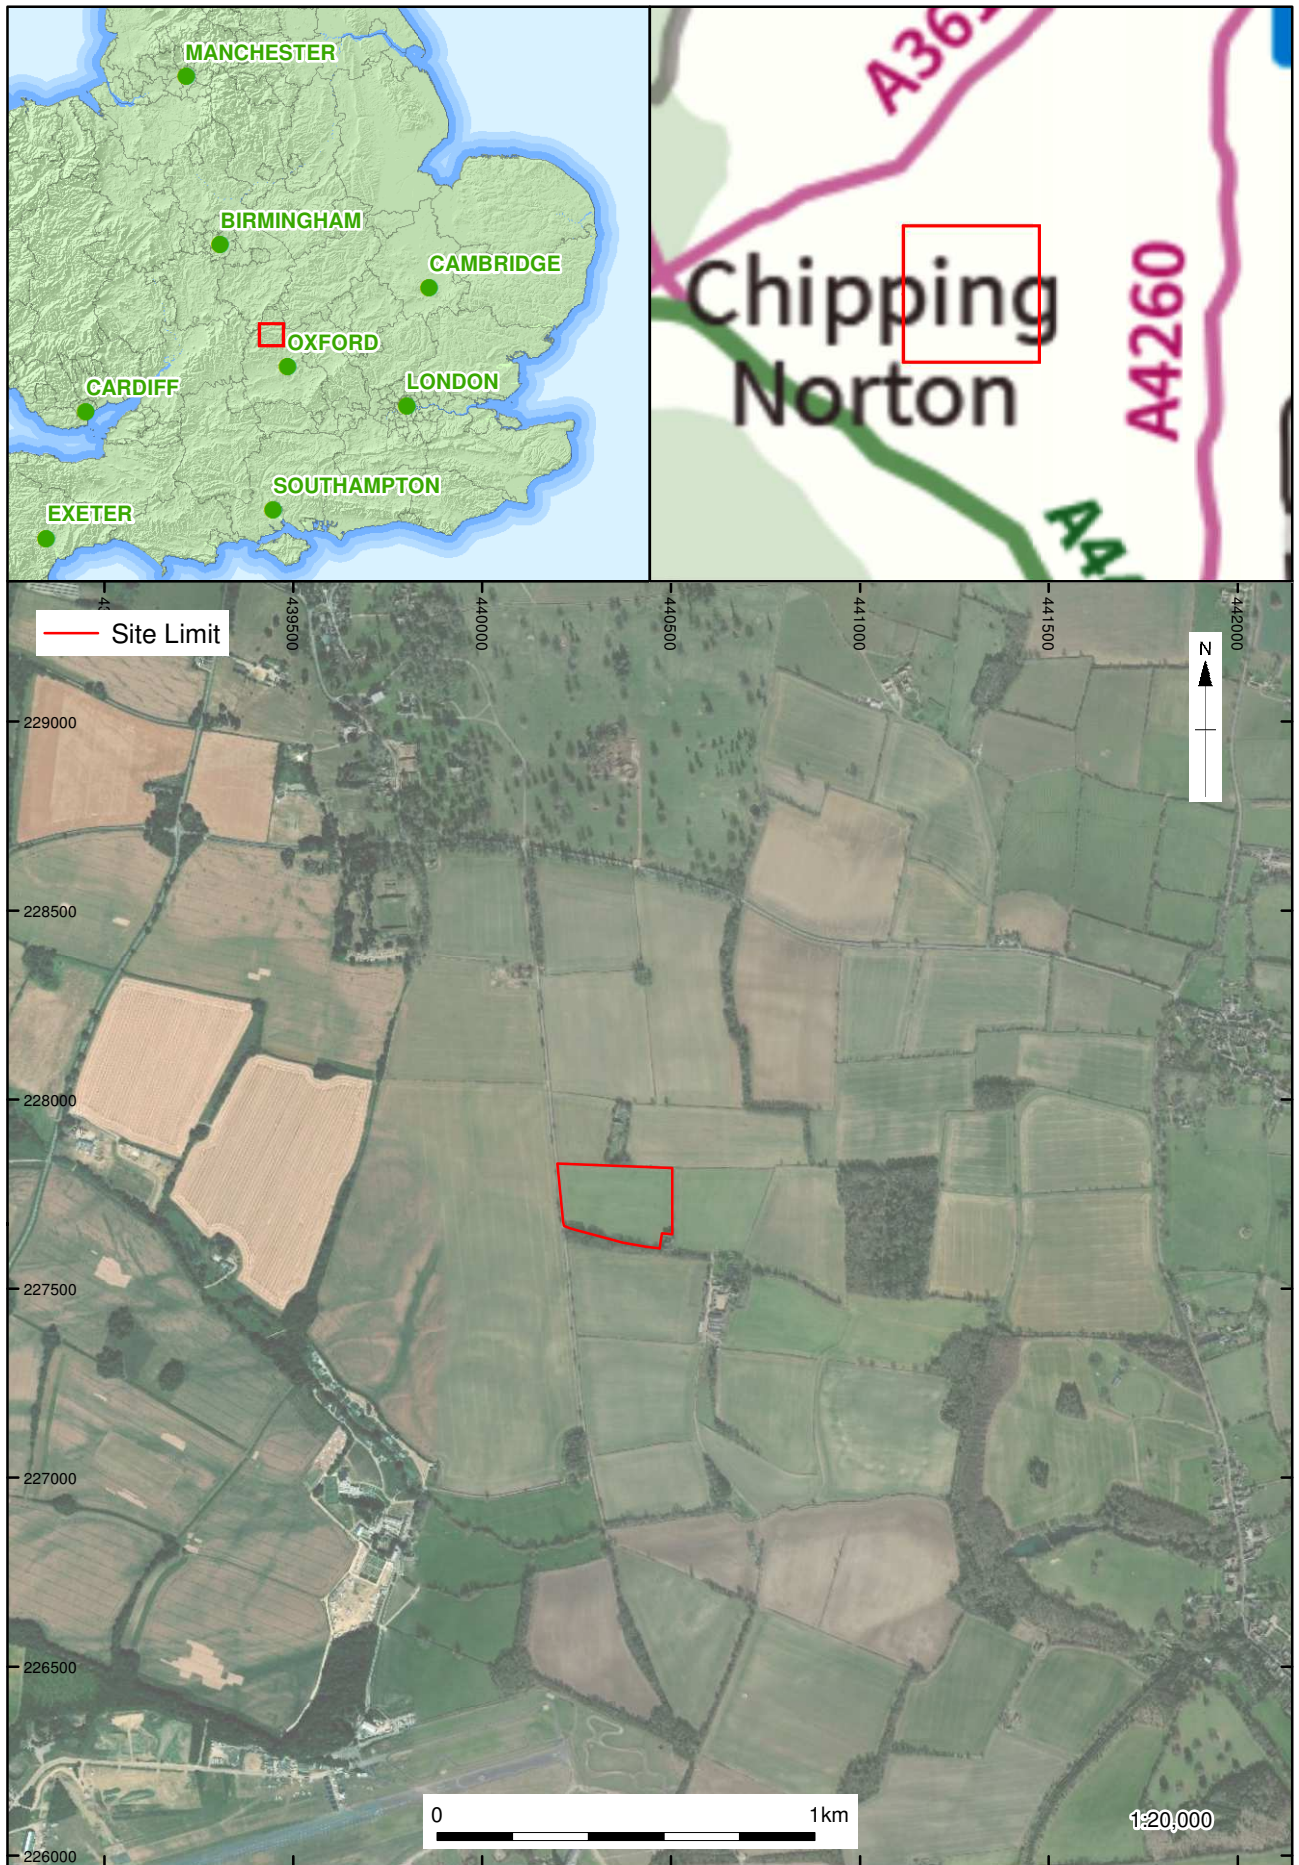 MANCHESTER
BIRMINGHAM
CAMBRIDGE
OXFORD
CARDIFF
LONDON
SOUTHAMPTON
EXETER
Chipping
Norton
A4260
Site Limit
439500
440000
440500
441000
441500
442000
N
229000
228500
228000
227500
227000
226500
226000
0 1km
1:20,000